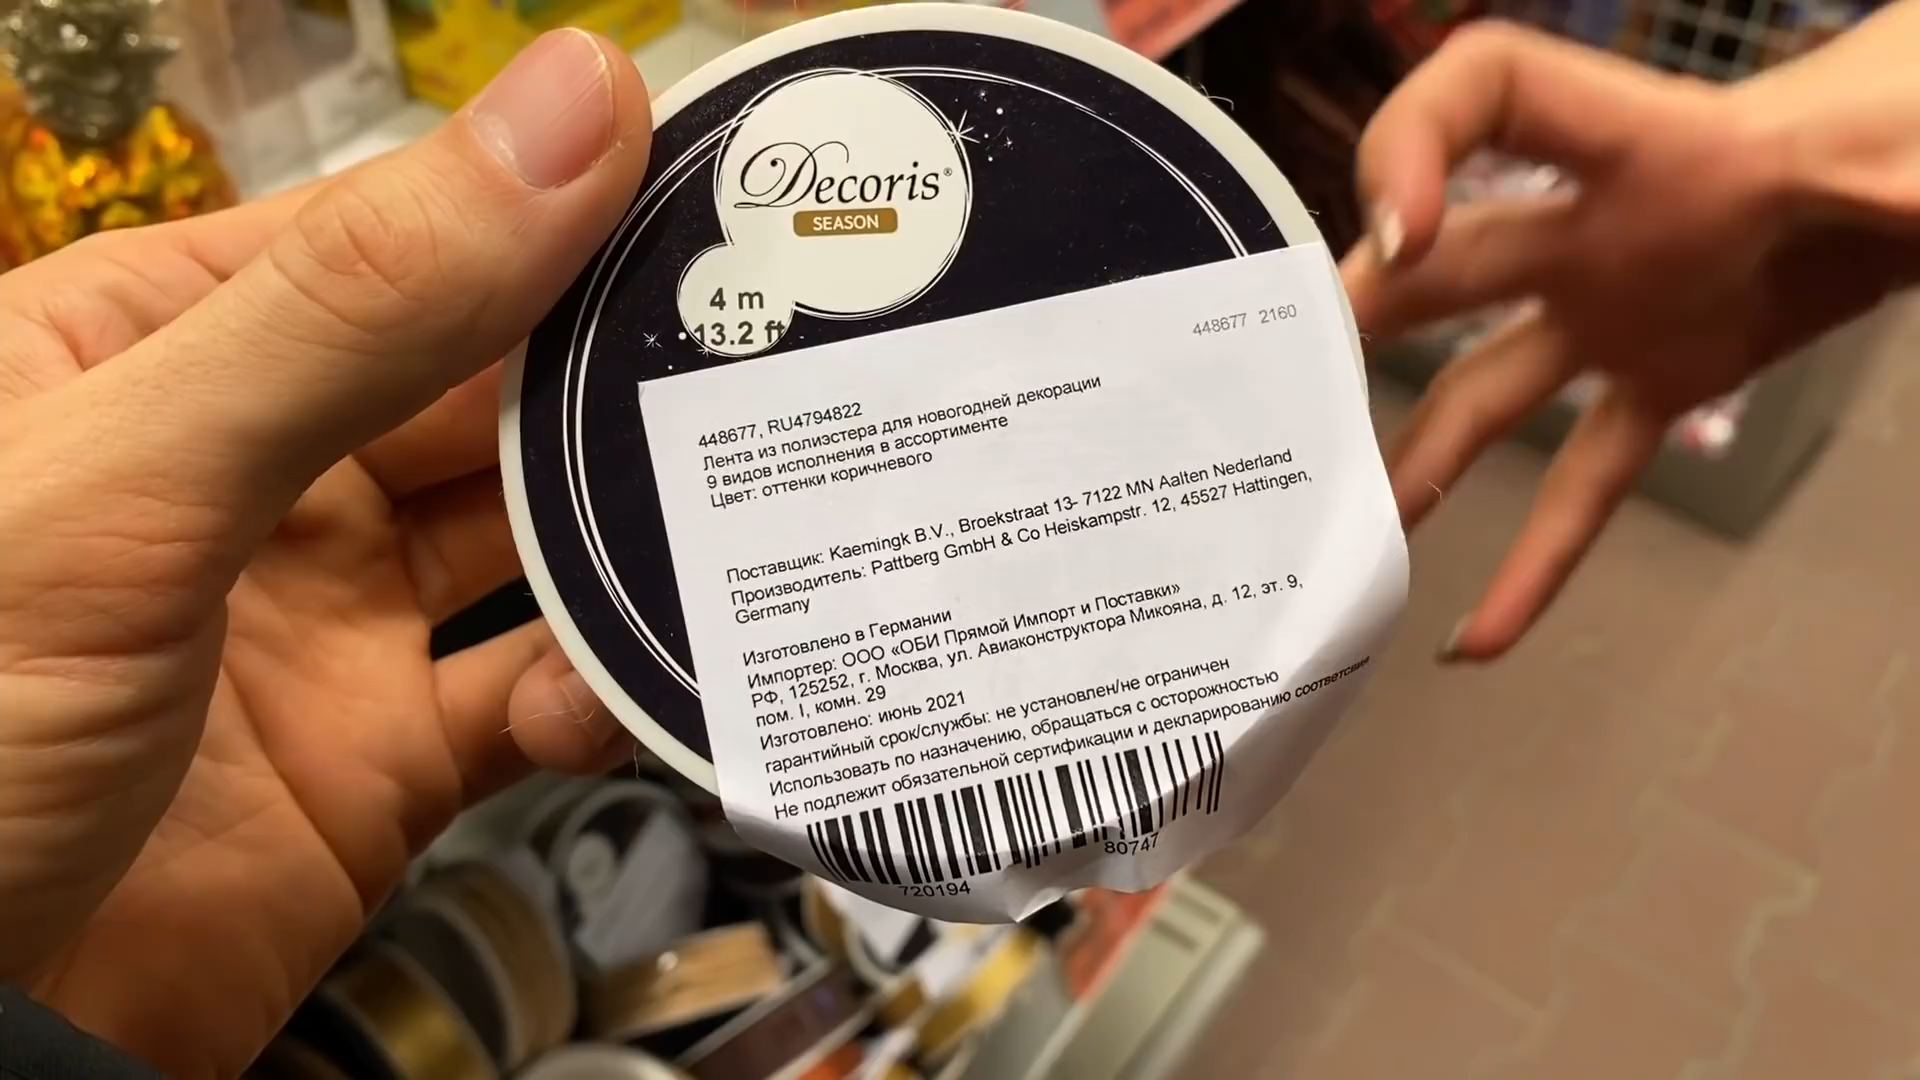 Decoris®
SEASON
4 m
13.2 ft
448677 2160
448677, RU4794822
Лента из полиэстера для новогодней декорации
9 видов исполнения в ассортименте
Цвет: оттенки коричневого
Поставщик: Kaemingk B.V., Broekstraat 13- 7122 MN Aalten Nederland
Производитель: Pattberg GmbH & Co Heiskampstr. 12, 45527 Hattingen,
Germany
Изготовлено в Германии
Импортер: ООО «ОБИ Прямой Импорт и Поставки»
РФ, 125252, г. Москва, ул. Авиаконструктора Микояна, д. 12, эт. 9,
пом. I, комн. 29
Изготовлено: июнь 2021
гарантийный срок/службы: не установлен/не ограничен
Использовать по назначению, обращаться с осторожностью
Не подлежит обязательной сертификации и декларированию соответсвия
720194 80747